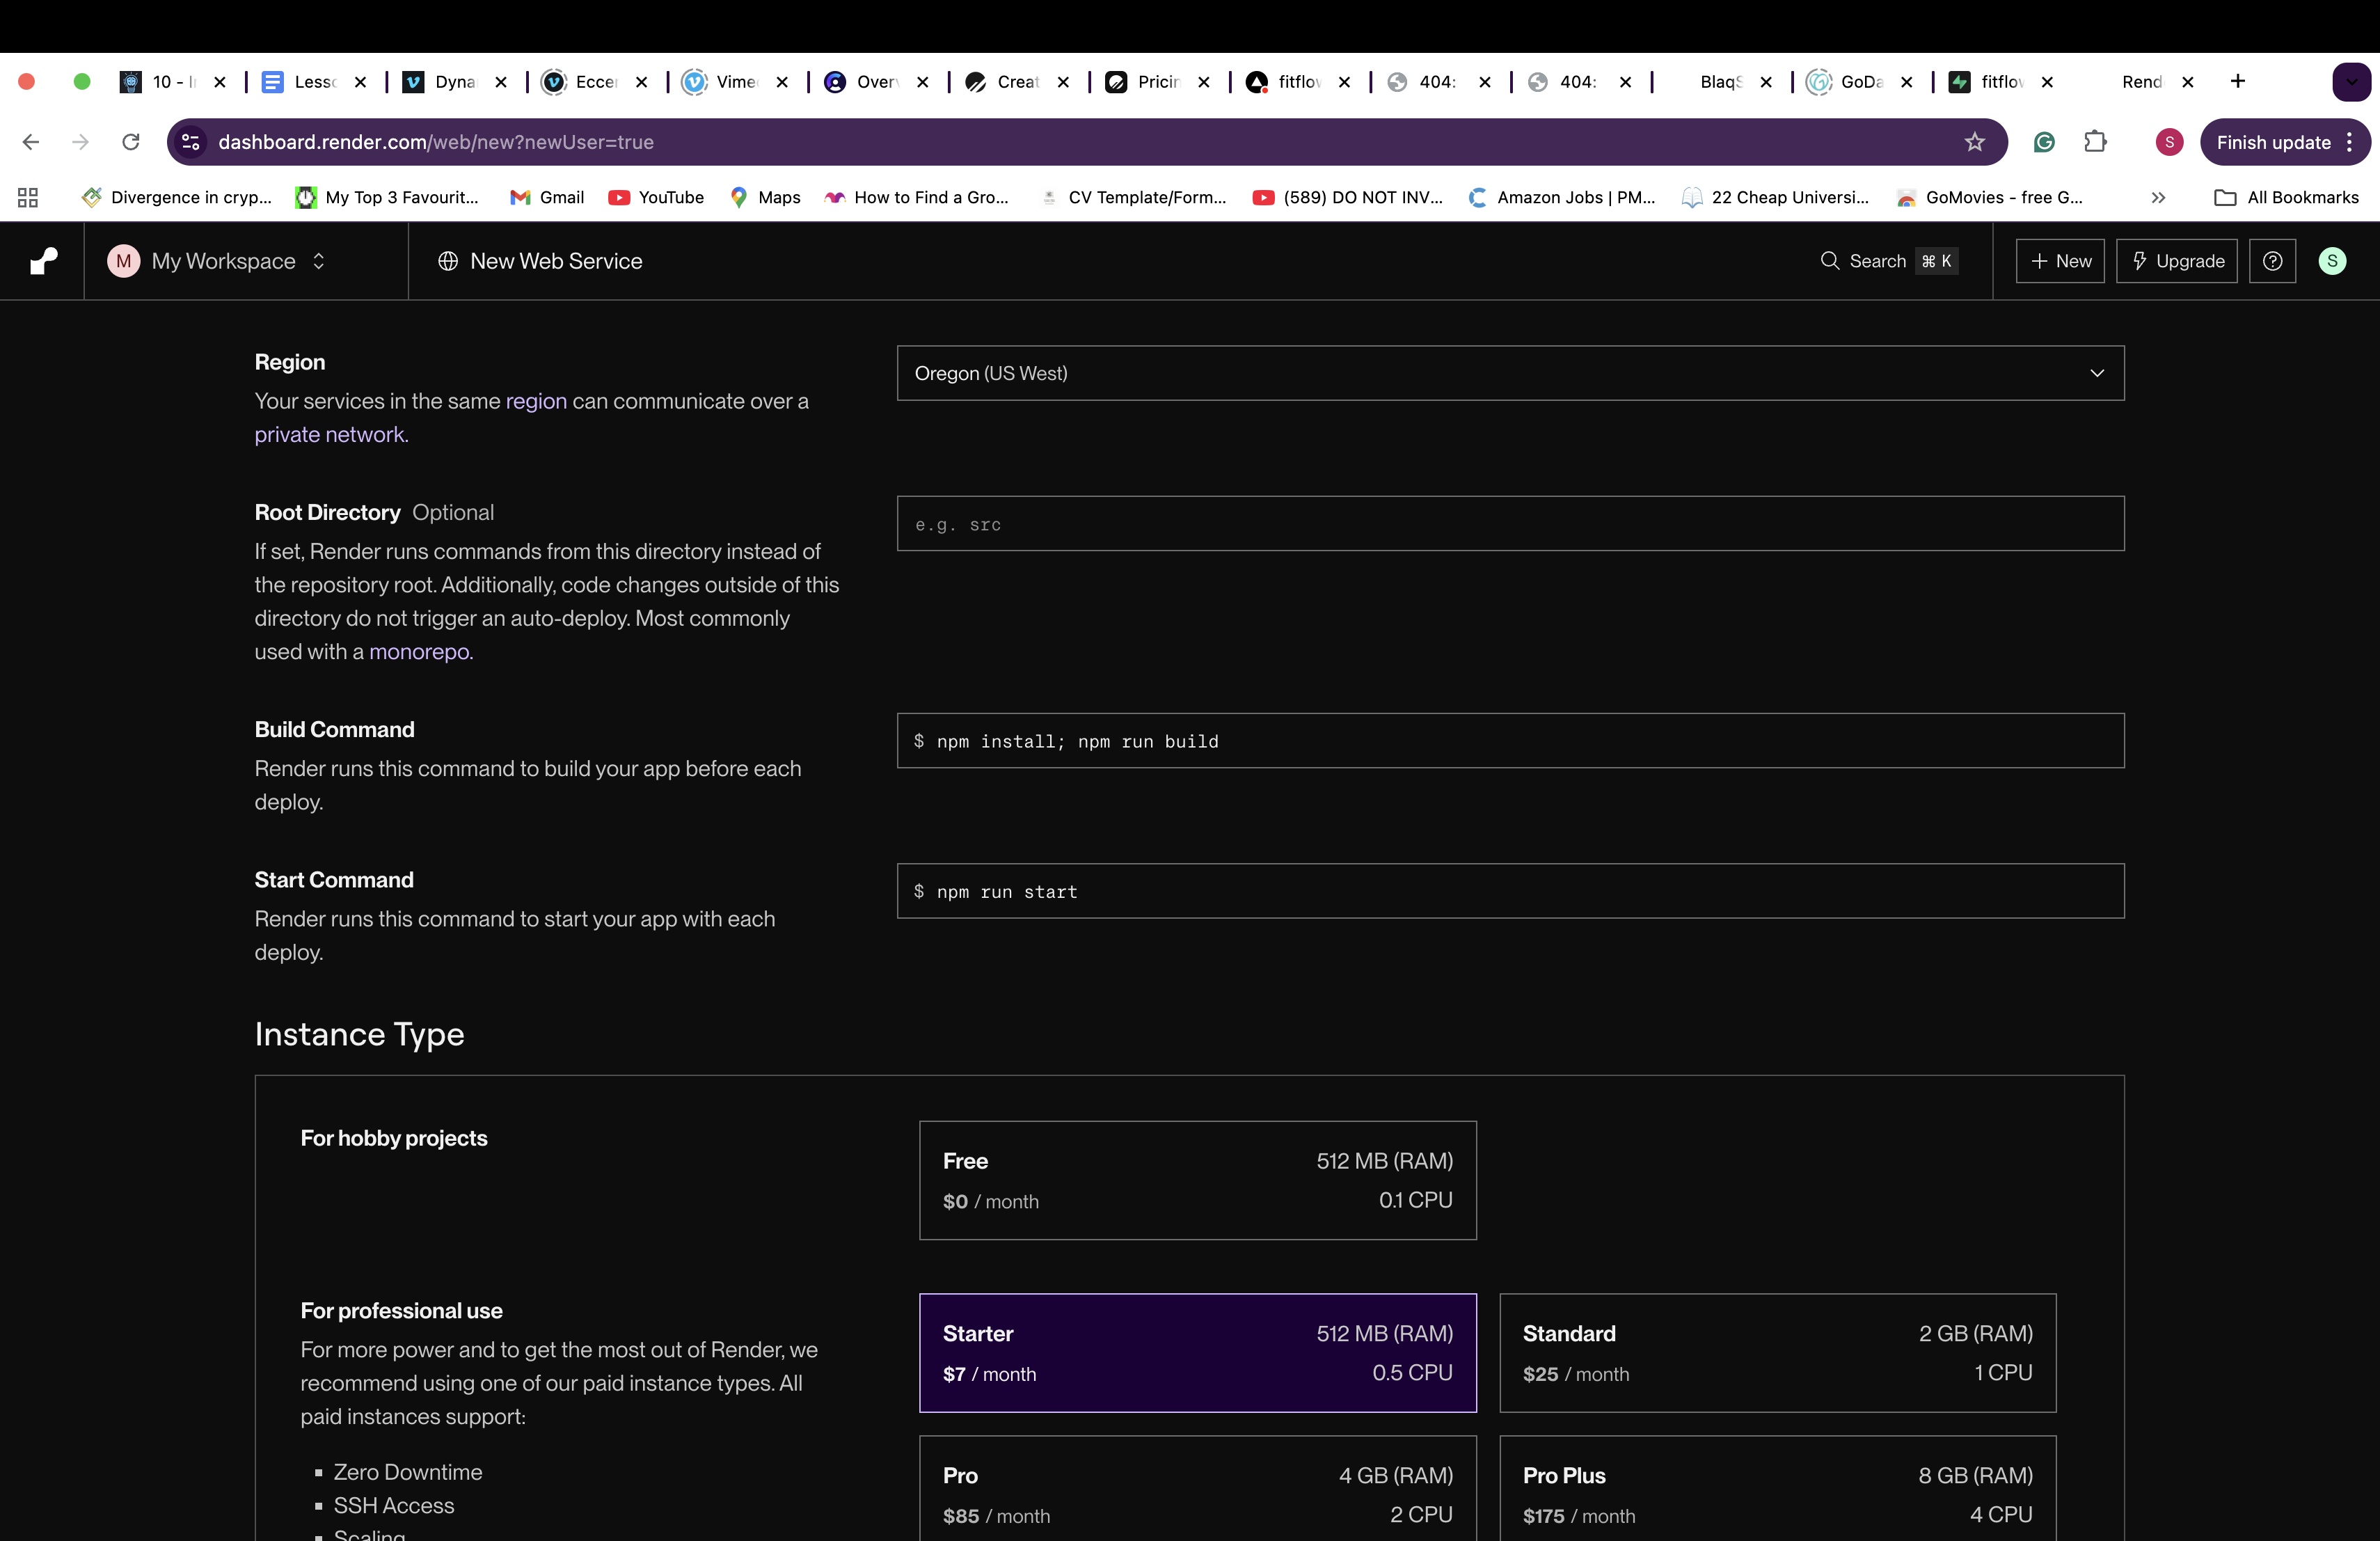 10 - I
Lesso
Dyna
Eccer
Vime
Over
Creat
Pricin
fitflo
404:
404:
BlaqS
GoDa
fitflo
Rend
dashboard.render.com/web/new?newUser=true
S
Finish update
Divergence in cryp...
My Top 3 Favourit...
Gmail
YouTube
Maps
How to Find a Gro...
CV Template/Form...
(589) DO NOT INV...
Amazon Jobs | PM...
22 Cheap Universi...
GoMovies - free G...
All Bookmarks
M My Workspace
New Web Service
Search ⌘ K
+ New
Upgrade
S
Region
Your services in the same region can communicate over a
private network.
Oregon (US West)
Root Directory Optional
If set, Render runs commands from this directory instead of
the repository root. Additionally, code changes outside of this
directory do not trigger an auto-deploy. Most commonly
used with a monorepo.
e.g. src
Build Command
Render runs this command to build your app before each
deploy.
$ npm install; npm run build
Start Command
Render runs this command to start your app with each
deploy.
$ npm run start
Instance Type
For hobby projects
Free 512 MB (RAM)
$0 / month 0.1 CPU
For professional use
For more power and to get the most out of Render, we
recommend using one of our paid instance types. All
paid instances support:
▪ Zero Downtime
▪ SSH Access
▪ Scaling
Starter 512 MB (RAM)
$7 / month 0.5 CPU
Standard 2 GB (RAM)
$25 / month 1 CPU
Pro 4 GB (RAM)
$85 / month 2 CPU
Pro Plus 8 GB (RAM)
$175 / month 4 CPU